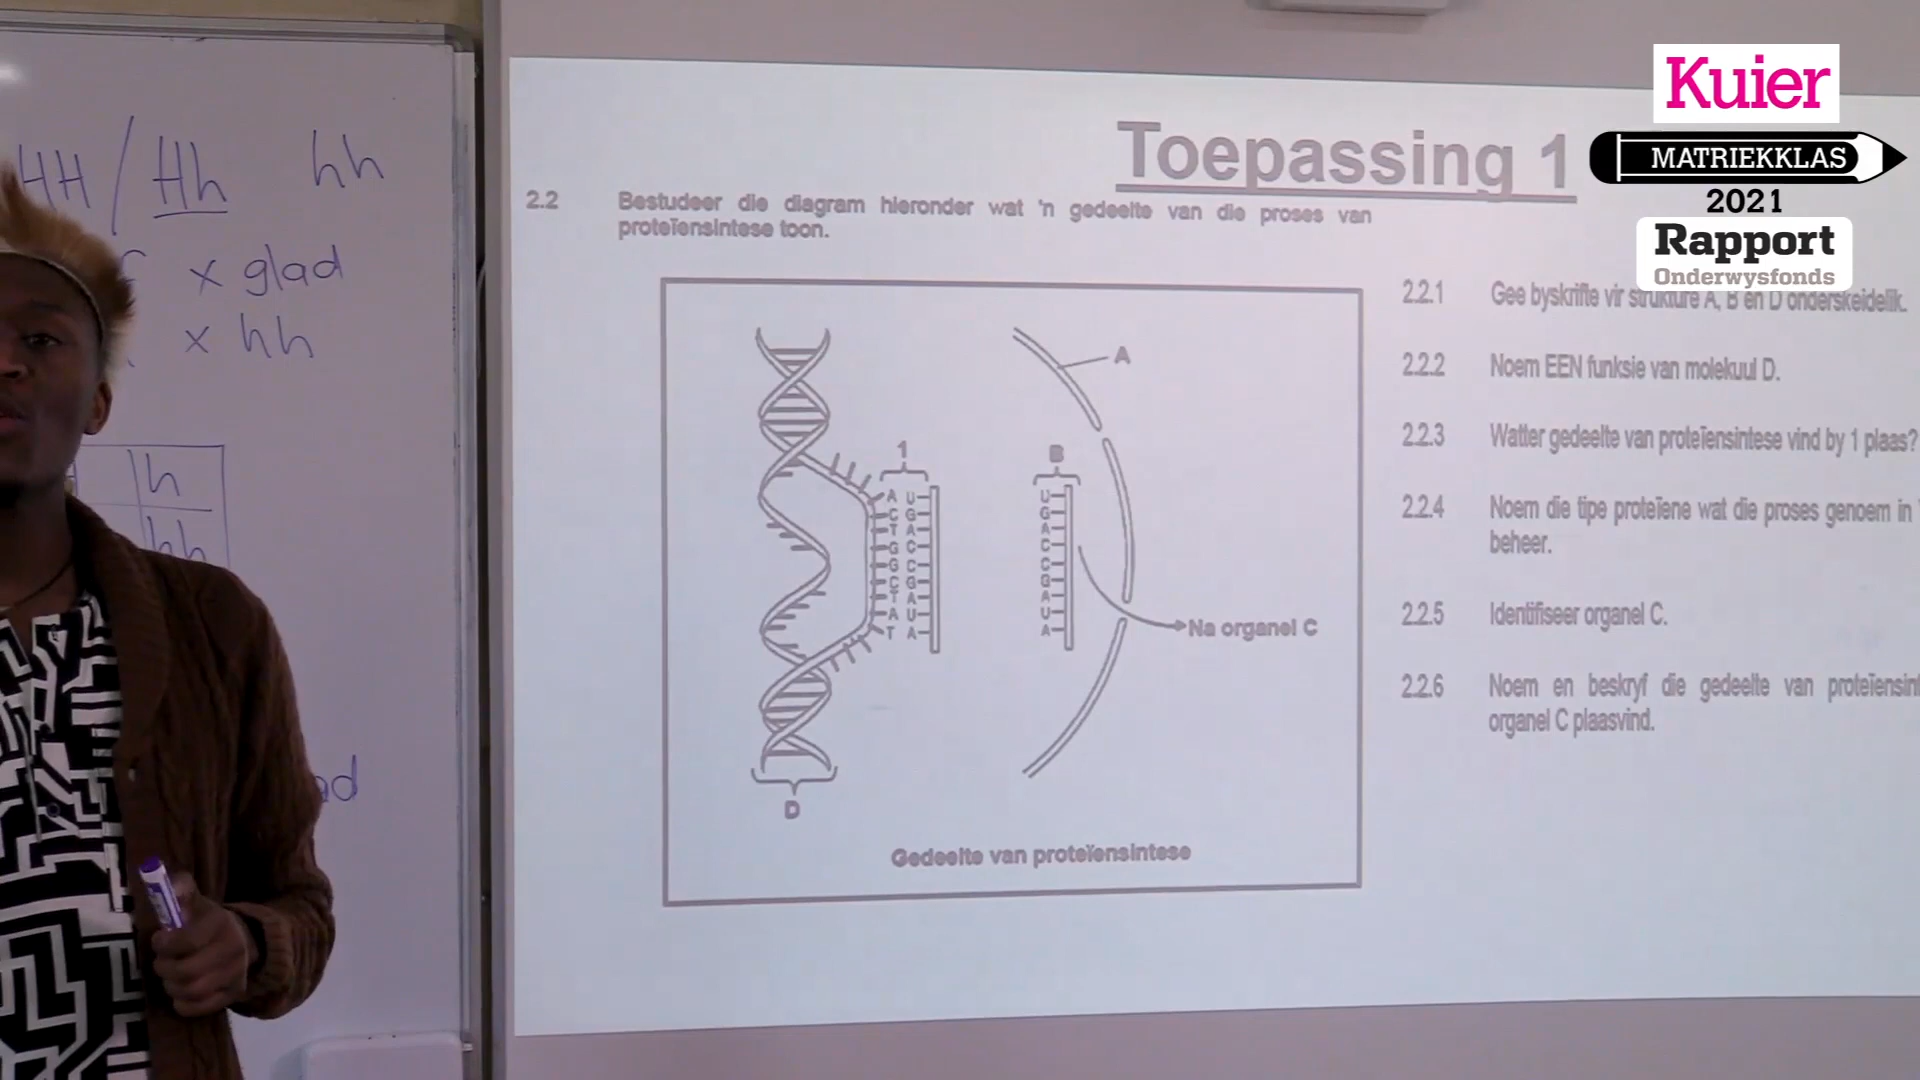 HH / Hh hh
x glad
x hh
h
hh
ad
Kuier
MATRIEKKLAS
2021
Rapport
Onderwysfonds
Toepassing 1
2.2 Bestudeer die diagram hieronder wat 'n gedeelte van die proses van
proteïensintese toon.
A
1
B
A U
C G
T A
G C
G C
C G
T A
A U
T A
U
G
A
C
C
G
A
U
A
Na organel C
D
Gedeelte van proteïensintese
2.2.1 Gee byskrifte vir strukture A, B en D onderskeidelik.
2.2.2 Noem EEN funksie van molekuul D.
2.2.3 Watter gedeelte van proteïensintese vind by 1 plaas?
2.2.4 Noem die tipe proteïene wat die proses genoem in
beheer.
2.2.5 Identifiseer organel C.
2.2.6 Noem en beskryf die gedeelte van
organel C plaasvind.